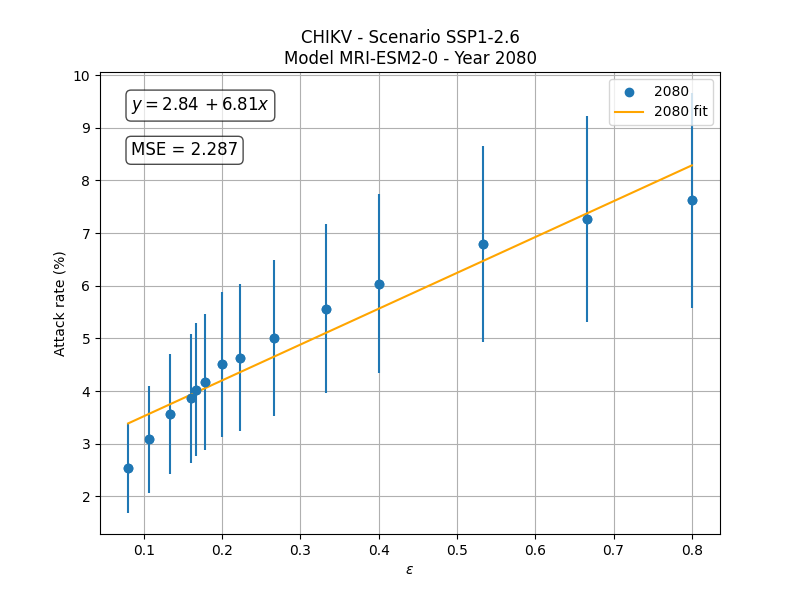 CHIKV - Scenario SSP1-2.6
Model MRI-ESM2-0 - Year 2080
y = 2.84 + 6.81x
MSE = 2.287
2080
2080 fit
Attack rate (%)
10
9
8
7
6
5
4
3
2
0.1 0.2 0.3 0.4 0.5 0.6 0.7 0.8
ε